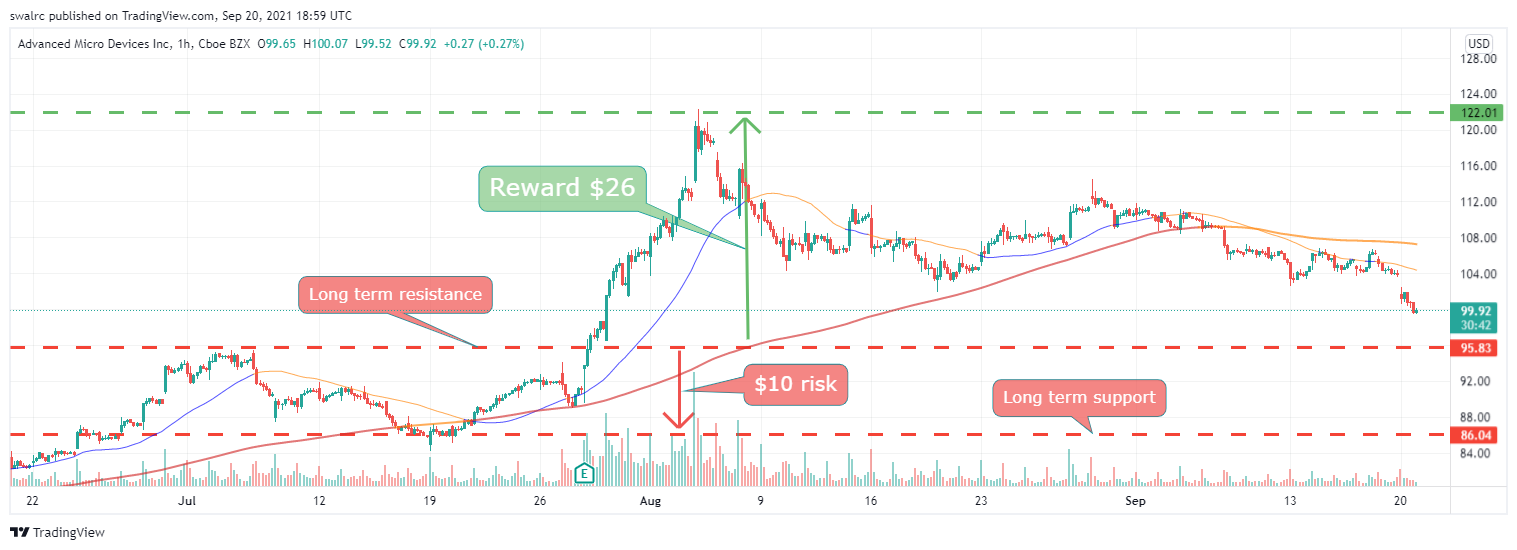 swalrc published on TradingView.com, Sep 20, 2021 18:59 UTC
Advanced Micro Devices Inc, 1h, Cboe BZX O99.65 H100.07 L99.52 C99.92 +0.27 (+0.27%)
USD
128.00
124.00
122.01
120.00
116.00
Reward $26
112.00
108.00
104.00
Long term resistance
99.92
30:42
95.83
$10 risk
92.00
Long term support
88.00
86.04
84.00
E
22 Jul 12 19 26 Aug 9 16 23 Sep 13 20
TradingView